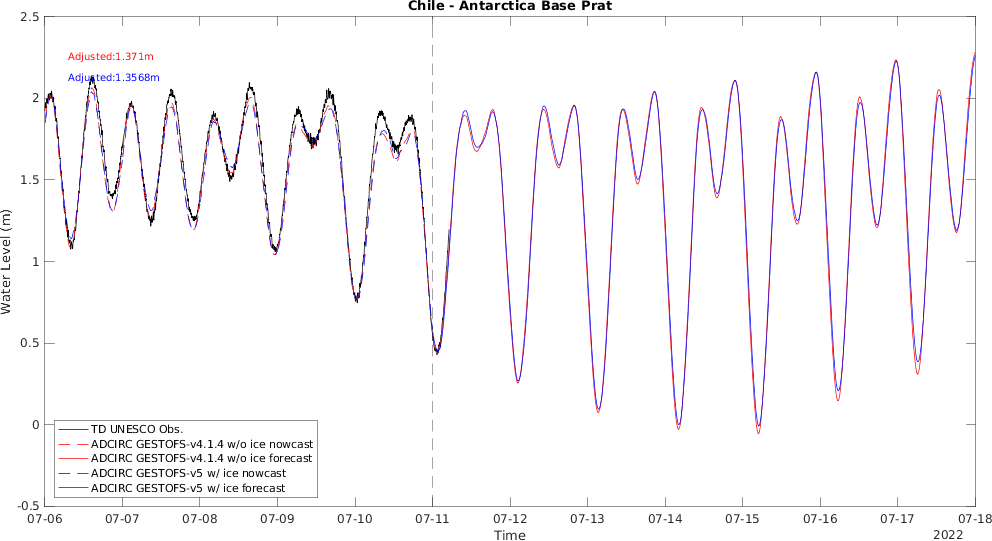 Chile - Antarctica Base Prat
2.5
2
1.5
1
0.5
0
-0.5
Water Level (m)
Adjusted:1.371m
Adjusted:1.3568m
TD UNESCO Obs.
ADCIRC GESTOFS-v4.1.4 w/o ice nowcast
ADCIRC GESTOFS-v4.1.4 w/o ice forecast
ADCIRC GESTOFS-v5 w/ ice nowcast
ADCIRC GESTOFS-v5 w/ ice forecast
07-06 07-07 07-08 07-09 07-10 07-11 07-12 07-13 07-14 07-15 07-16 07-17 07-18
Time
2022